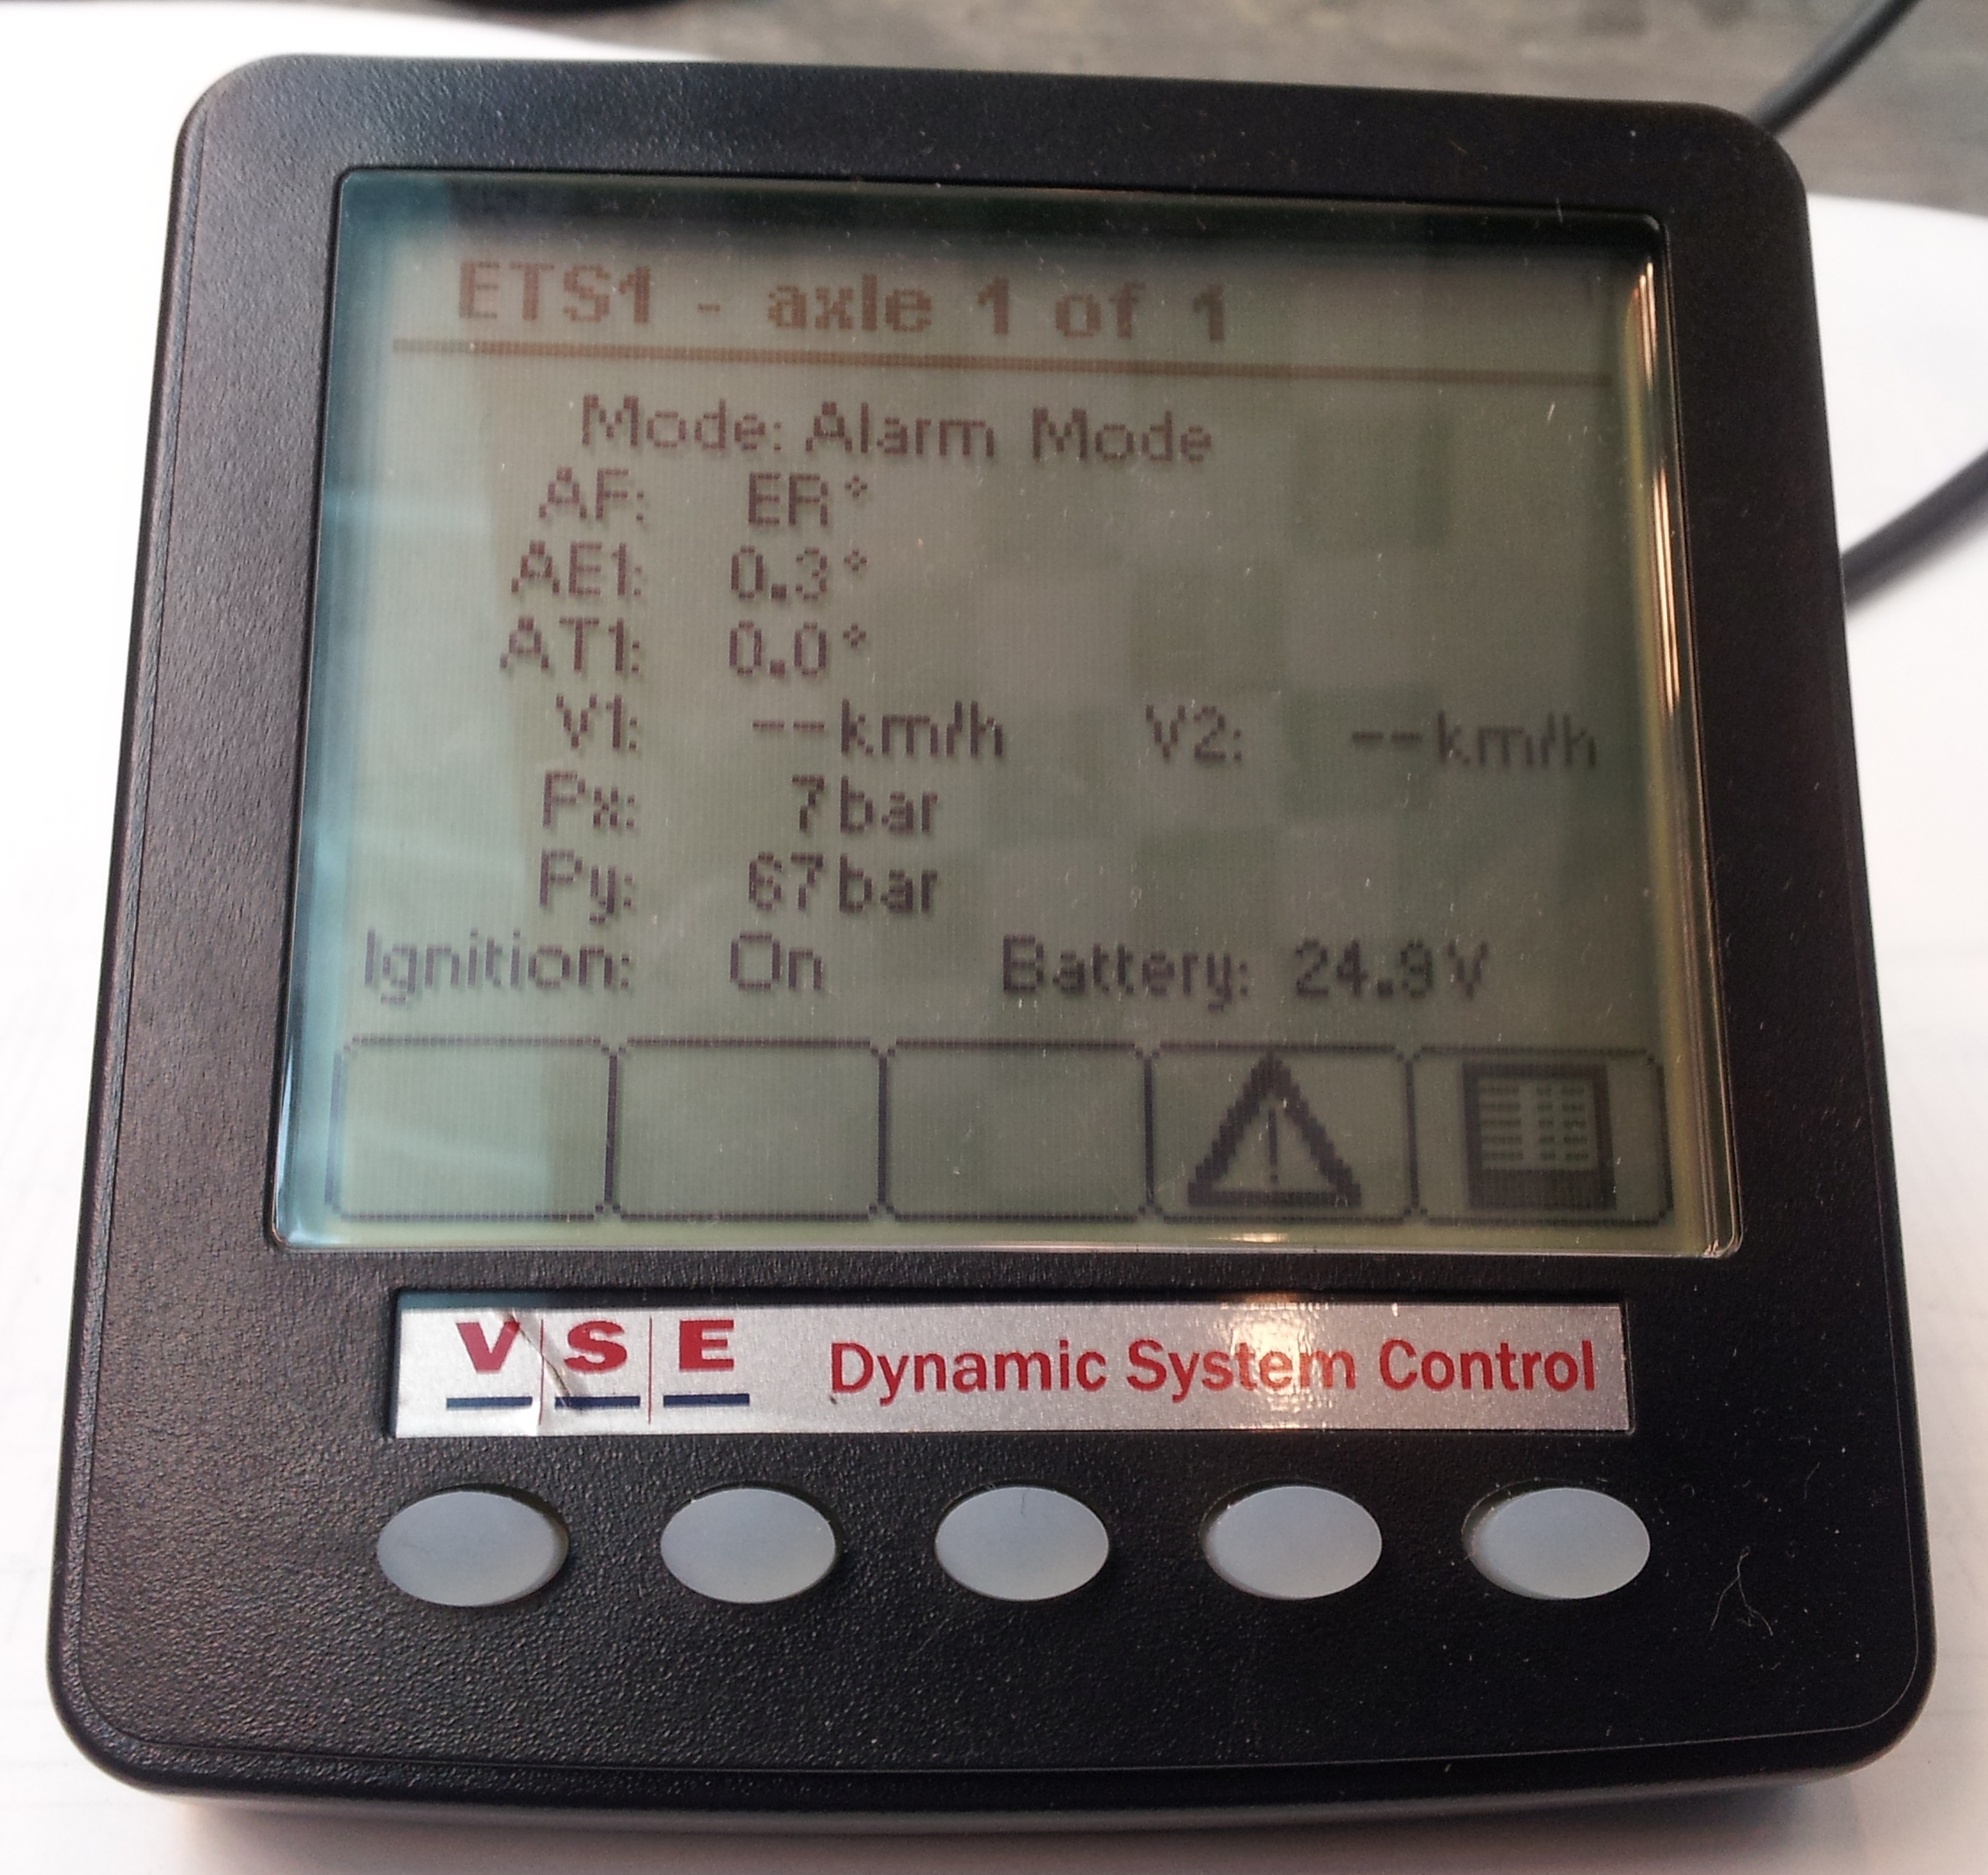 ETS1 - axle 1 of 1
Mode: Alarm Mode
AF: ER°
AE1: 0.3°
AT1: 0.0°
V1: --km/h V2: --km/h
Px: 7bar
Py: 67bar
Ignition: On Battery: 24.9V
VSE Dynamic System Control